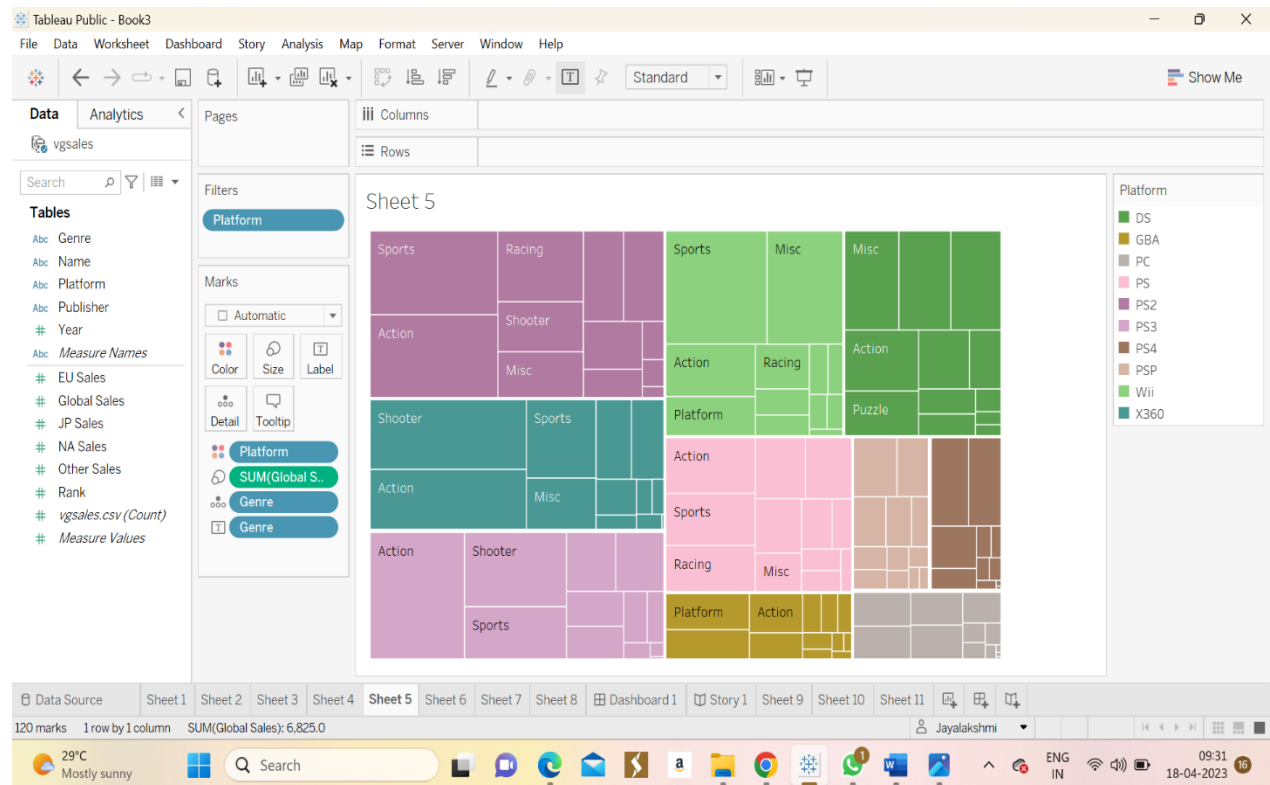 Tableau Public - Book3
File Data Worksheet Dashboard Story Analysis Map Format Server Window Help
Standard
Show Me
Data Analytics
Pages
Columns
vgsales
Rows
Search
Filters
Sheet 5
Platform
Tables
Platform
DS
GBA
PC
PS
PS2
PS3
PS4
PSP
Wii
X360
Abc Genre
Abc Name
Abc Platform
Abc Publisher
# Year
Abc Measure Names
# EU Sales
# Global Sales
# JP Sales
# NA Sales
# Other Sales
# Rank
# vgsales.csv (Count)
# Measure Values
Marks
Automatic
Color Size Label
Detail Tooltip
Platform
SUM(Global S..
Genre
T Genre
Sports Racing
Action Shooter
Misc
Sports Misc
Action Racing
Platform
Misc
Action
Puzzle
Shooter Sports
Action Misc
Action
Sports
Racing Misc
Action Shooter
Sports
Platform Action
Data Source Sheet 1 Sheet 2 Sheet 3 Sheet 4 Sheet 5 Sheet 6 Sheet 7 Sheet 8 Dashboard 1 Story 1 Sheet 9 Sheet 10 Sheet 11
120 marks 1 row by 1 column SUM(Global Sales): 6,825.0 Jayalakshmi
29°C
Mostly sunny
Search
a
1
W
ENG
IN
09:31
18-04-2023
16